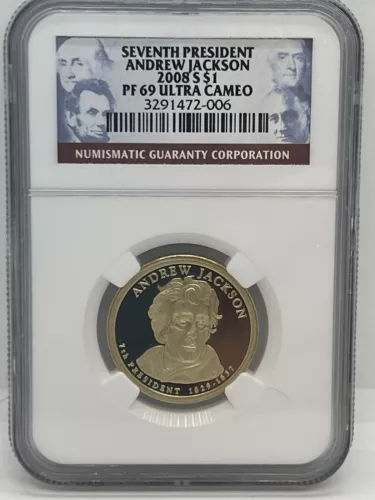 SEVENTH PRESIDENT
ANDREW JACKSON
2008 S $1
PF 69 ULTRA CAMEO
3291472-006
NUMISMATIC GUARANTY CORPORATION
ANDREW JACKSON
7th PRESIDENT 1829-1837